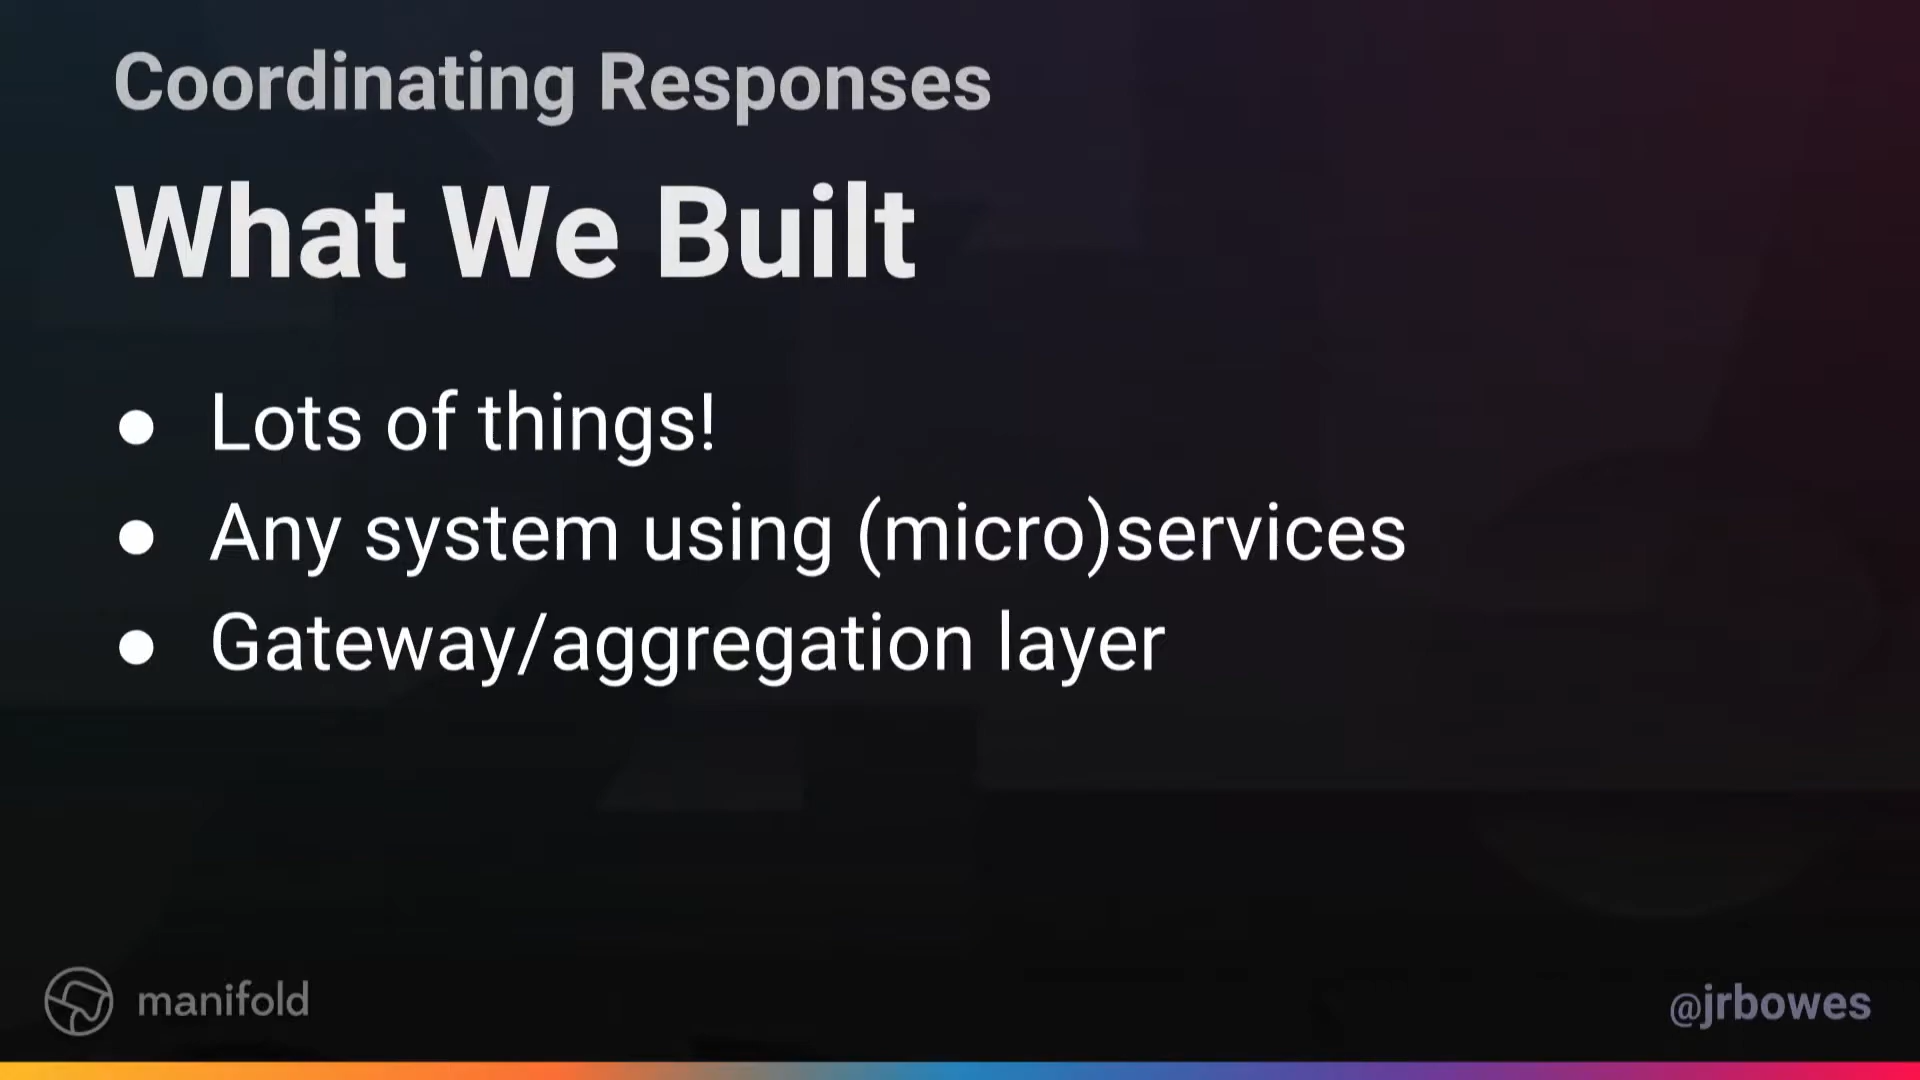 Coordinating Responses
What We Built
● Lots of things!
● Any system using (micro)services
● Gateway/aggregation layer
manifold
@jrbowes